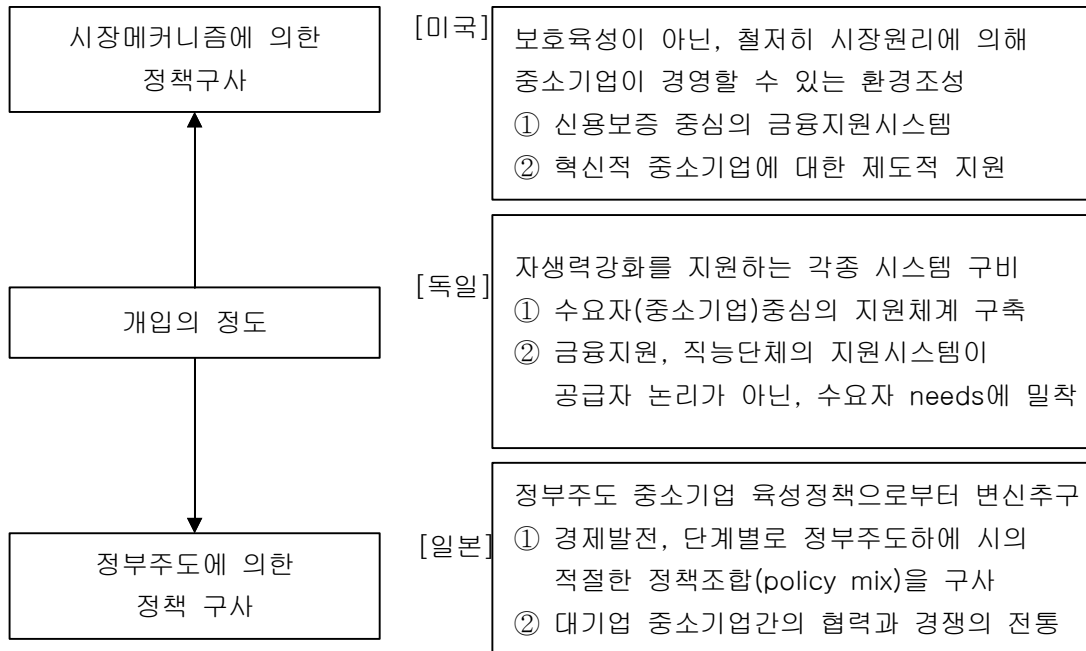 시장메커니즘에 의한
정책구사
[미국]
보호육성이 아닌, 철저히 시장원리에 의해
중소기업이 경영할 수 있는 환경조성
① 신용보증 중심의 금융지원시스템
② 혁신적 중소기업에 대한 제도적 지원
개입의 정도
[독일]
자생력강화를 지원하는 각종 시스템 구비
① 수요자(중소기업)중심의 지원체계 구축
② 금융지원, 직능단체의 지원시스템이
공급자 논리가 아닌, 수요자 needs에 밀착
정부주도에 의한
정책 구사
[일본]
정부주도 중소기업 육성정책으로부터 변신추구
① 경제발전, 단계별로 정부주도하에 시의
적절한 정책조합(policy mix)을 구사
② 대기업 중소기업간의 협력과 경쟁의 전통